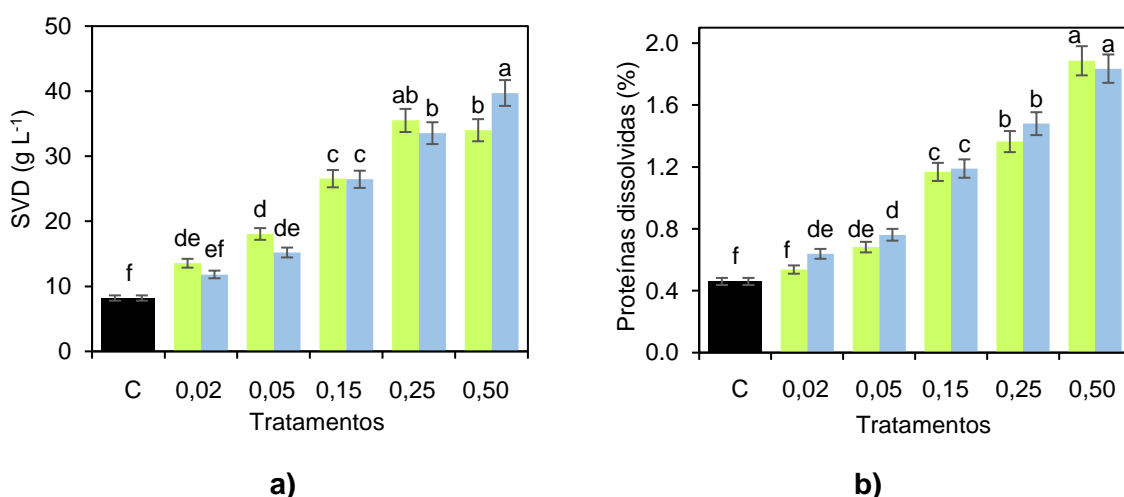 50
40
30
20
10
0
SVD (g L-1)
f
de
ef
d
de
c
c
ab
b
b
a
C
0,02
0,05
0,15
0,25
0,50
Tratamentos
a)
2.0
1.6
1.2
0.8
0.4
0.0
Proteínas dissolvidas (%)
f
f
de
de
d
c
c
b
b
a
a
C
0,02
0,05
0,15
0,25
0,50
Tratamentos
b)